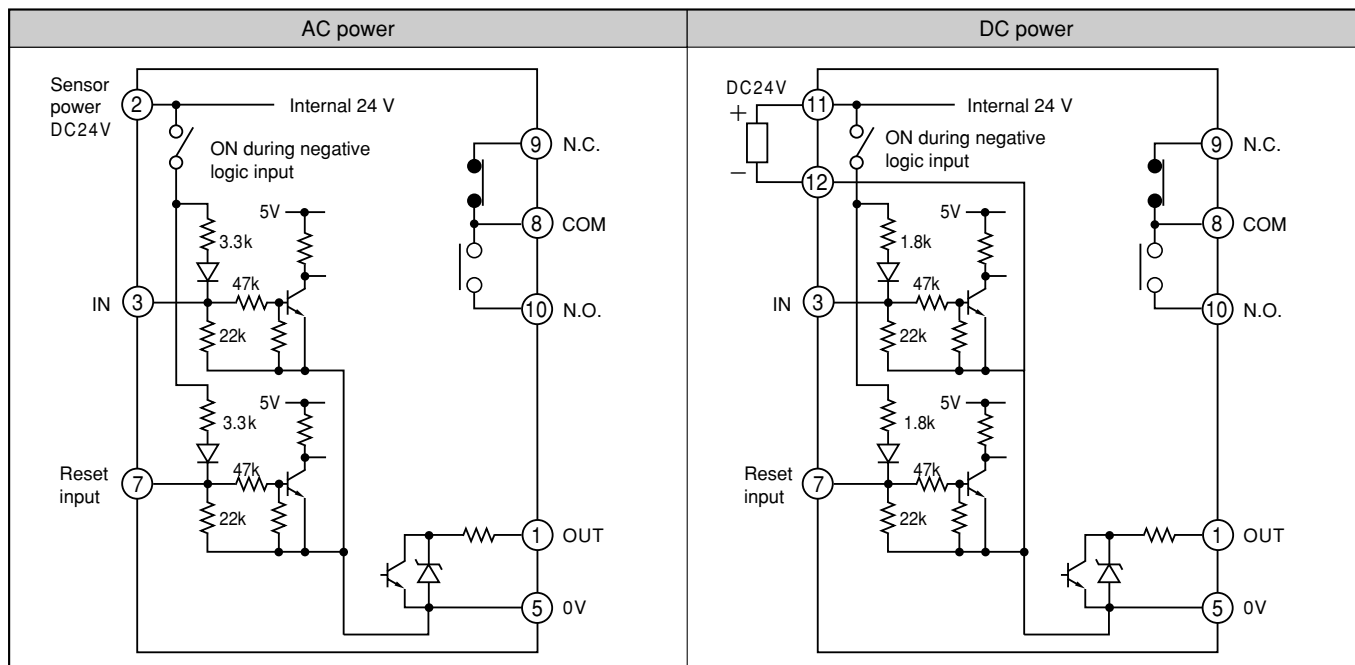 AC power
Sensor
power
DC24V
2
Internal 24 V
ON during negative
logic input
9
N.C.
8
COM
10
N.O.
5V
3.3k
47k
IN
3
22k
5V
3.3k
47k
Reset
input
7
22k
1
OUT
5
0V
DC power
DC24V
+
−
11
Internal 24 V
12
ON during negative
logic input
9
N.C.
8
COM
10
N.O.
5V
1.8k
47k
IN
3
22k
5V
1.8k
47k
Reset
input
7
22k
1
OUT
5
0V